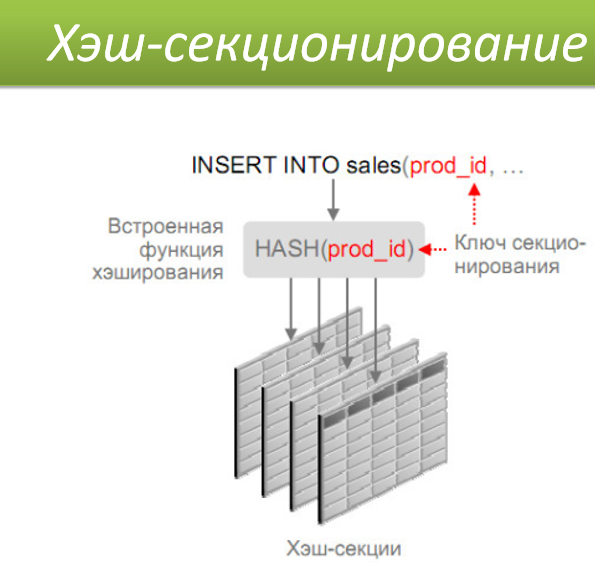 Хэш-секционирование
INSERT INTO sales(prod_id, ...
Встроенная
функция
хэширования
HASH(prod_id)
Ключ секцио-
нирования
Хэш-секции